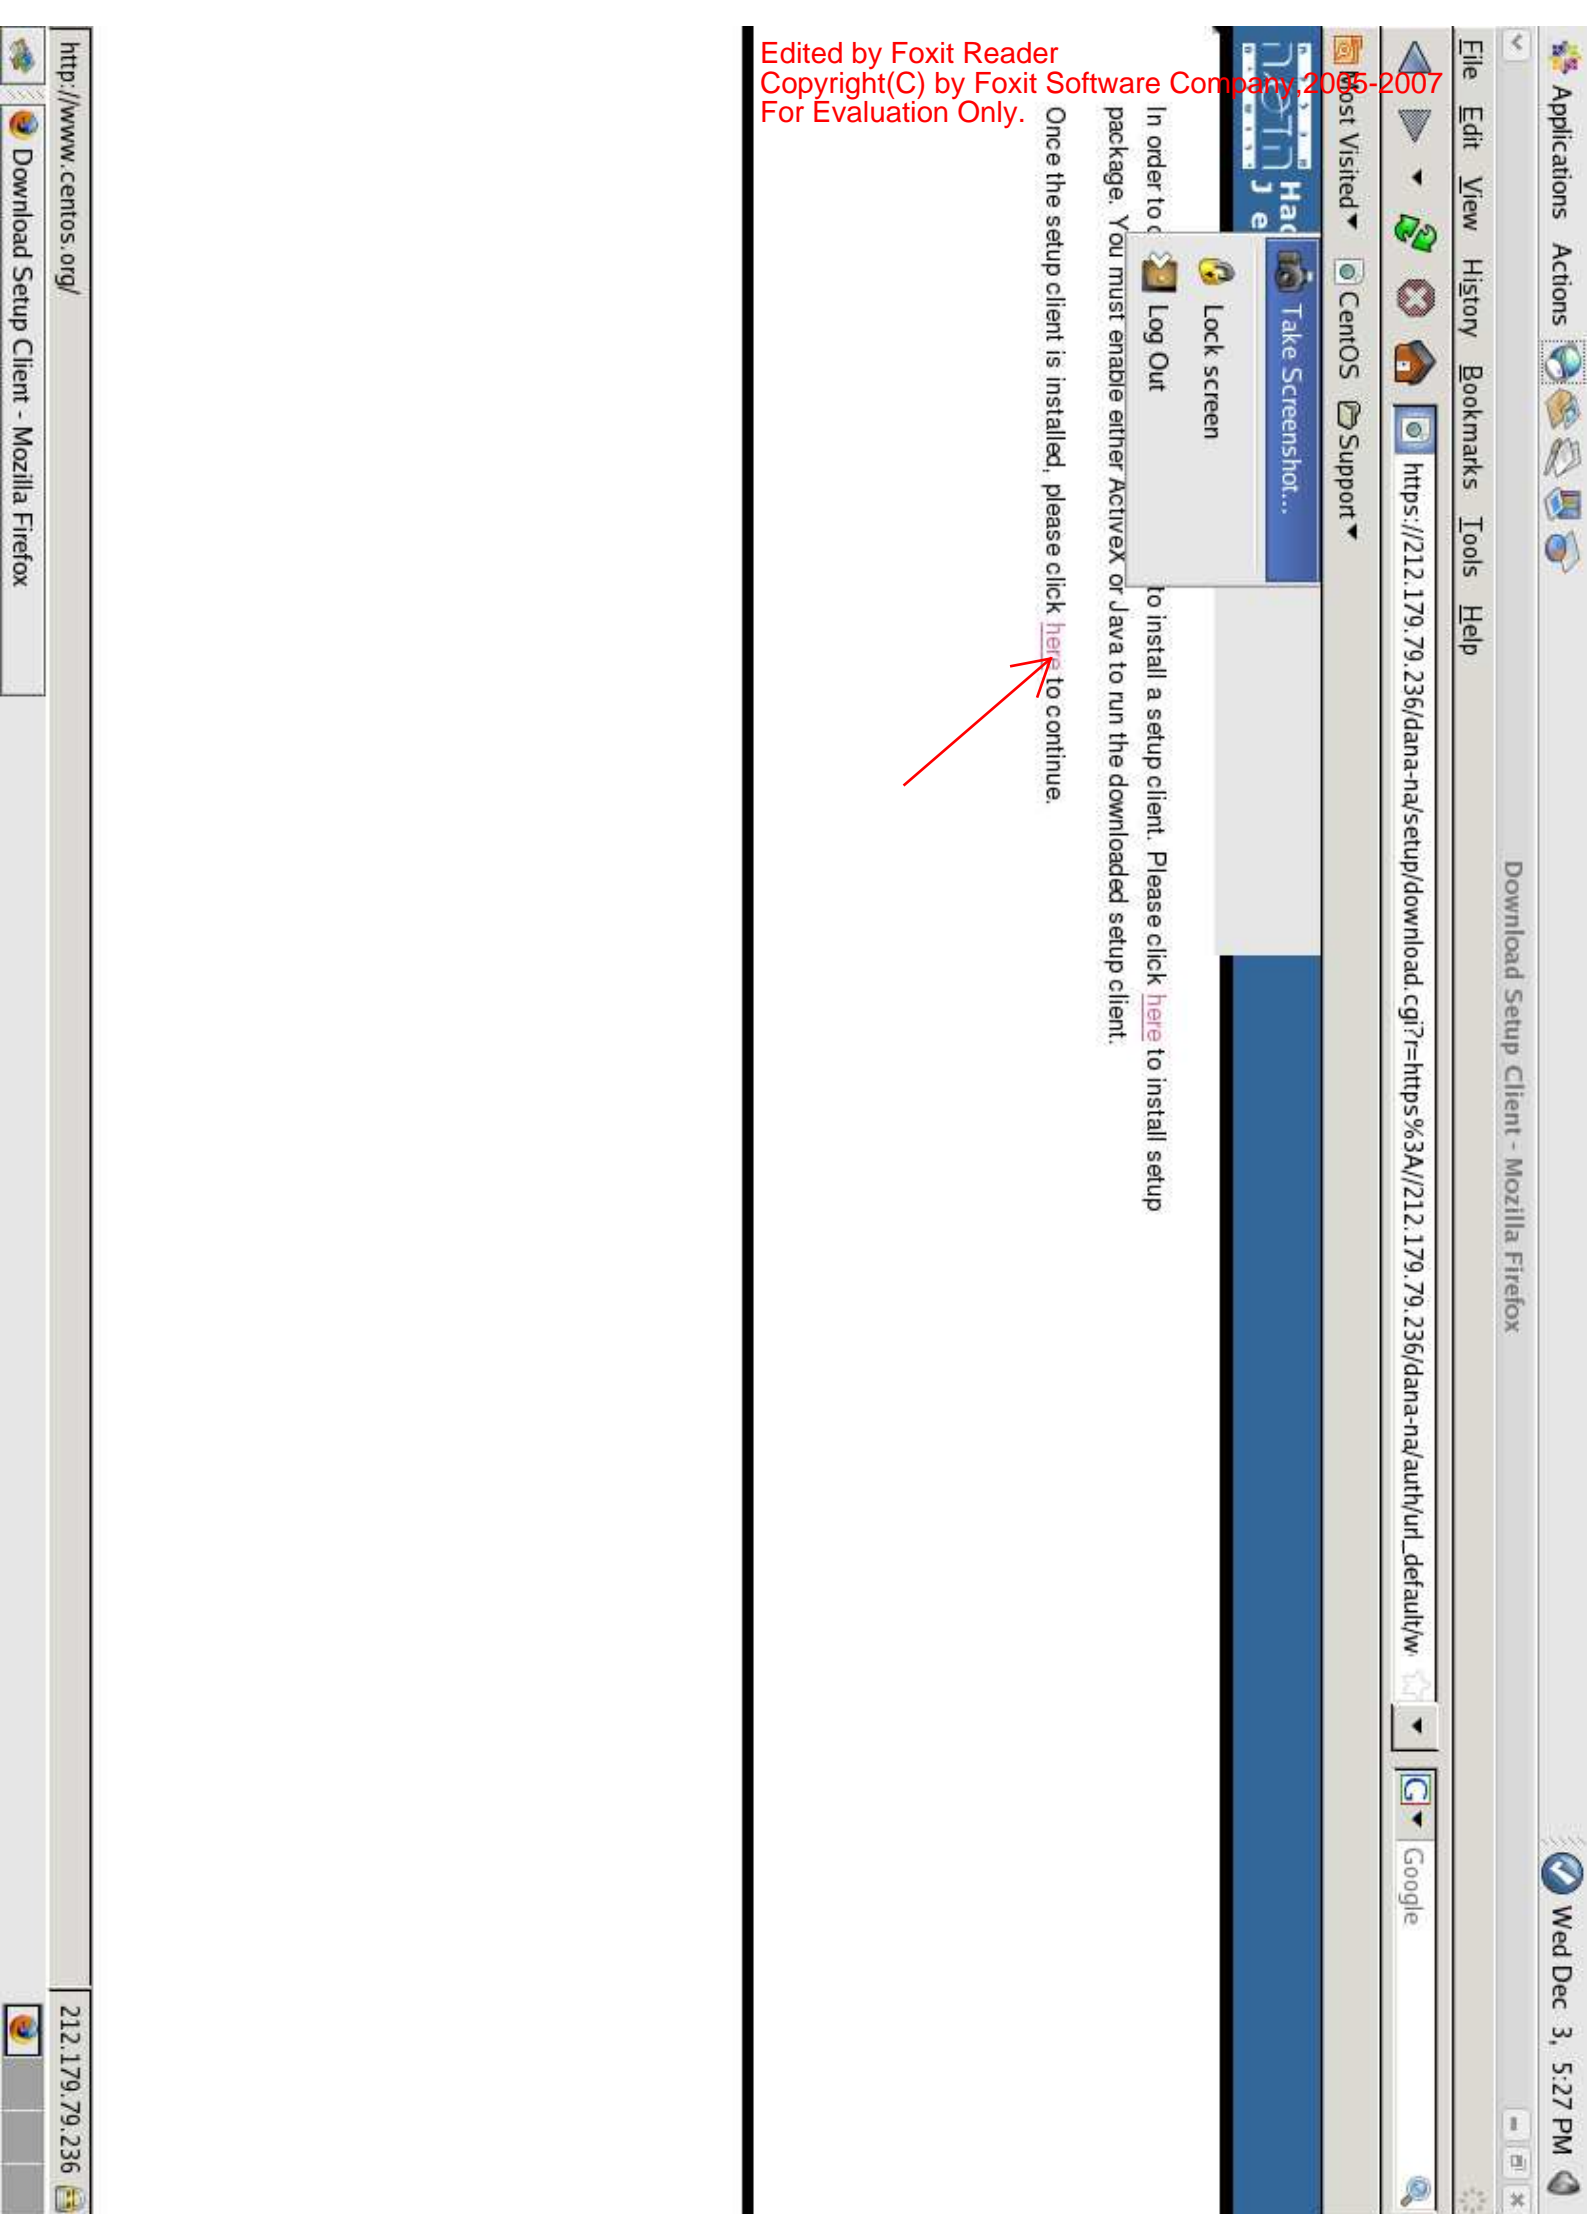 Applications Actions Wed Dec 3, 5:27 PM
Download Setup Client - Mozilla Firefox
File Edit View History Bookmarks Tools Help
https://212.179.79.236/dana-na/setup/download.cgi?r=https%3A//212.179.79.236/dana-na/auth/url_default/w G Google
Most Visited CentOS Support
Take Screenshot...
Lock screen
Log Out
In order to to install a setup client. Please click here to install setup
package. You must enable either ActiveX or Java to run the downloaded setup client.
Once the setup client is installed, please click here to continue.
Edited by Foxit Reader
Copyright(C) by Foxit Software Company,2005-2007
For Evaluation Only.
http://www.centos.org/ 212.179.79.236
Download Setup Client - Mozilla Firefox